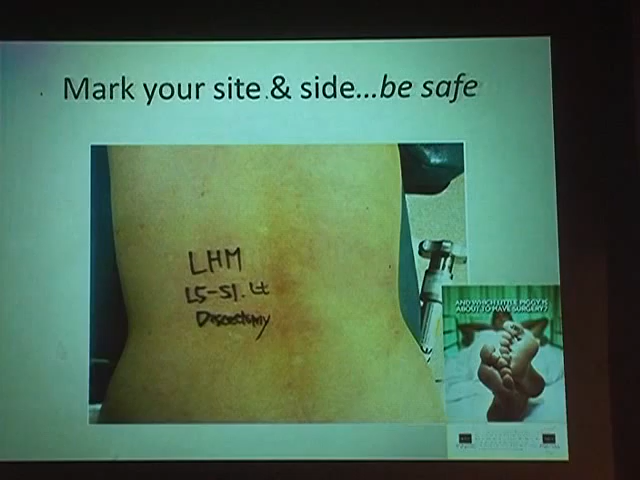 Mark your site & side...be safe
LHM
L5-S1. Lt
Discectomy
AND WHICH LITTLE PIGGY IS
ABOUT TO HAVE SURGERY?